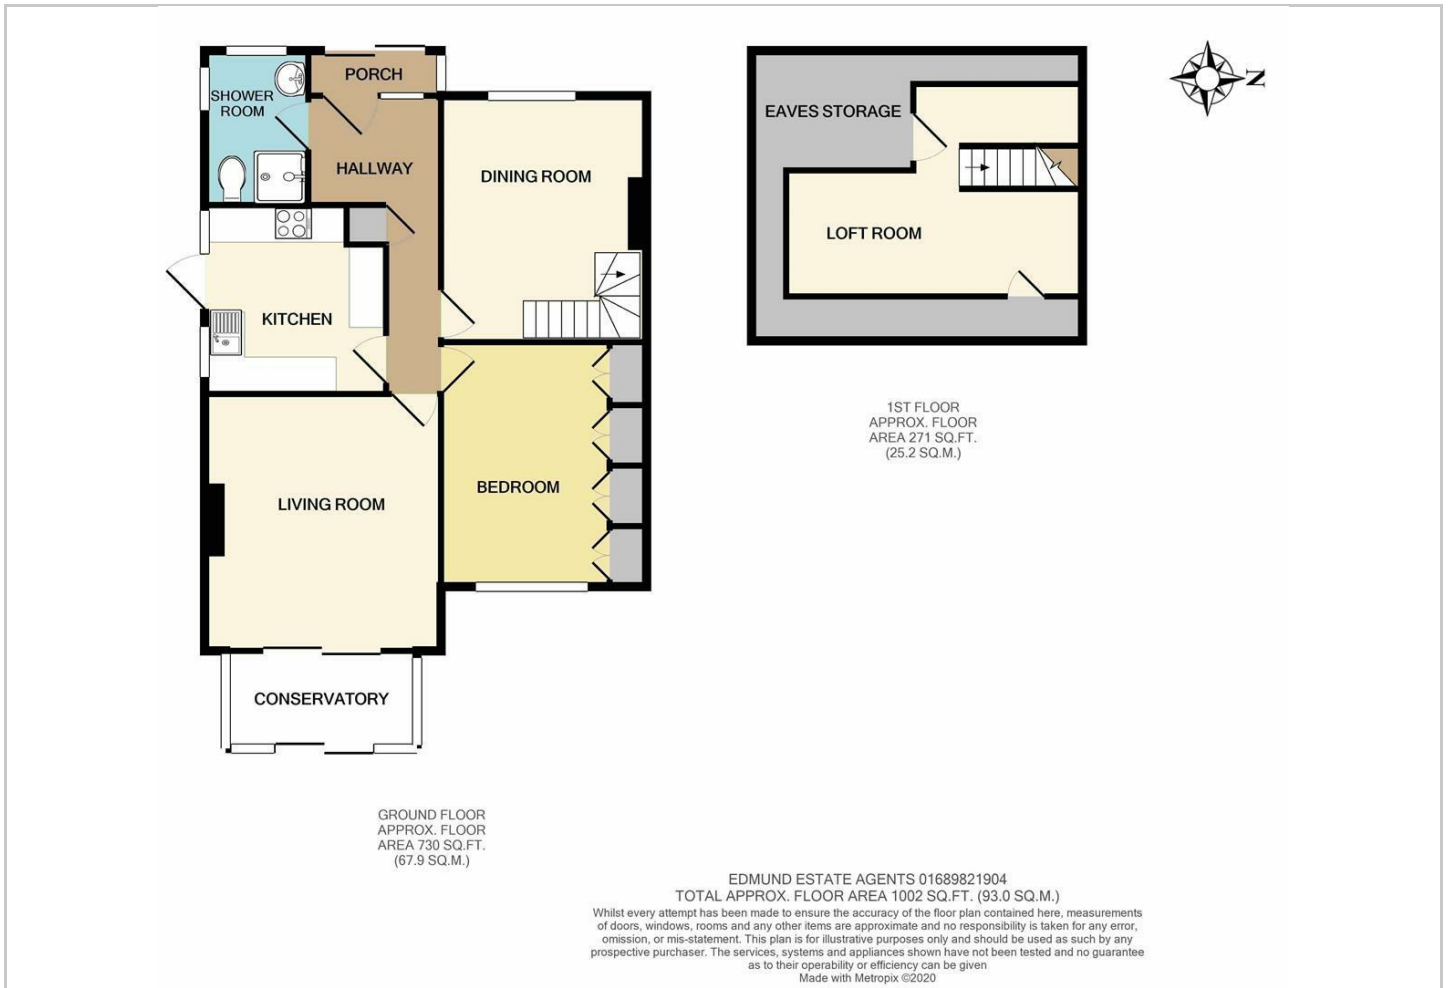 PORCH
SHOWER
ROOM
HALLWAY
DINING ROOM
KITCHEN
LIVING ROOM
BEDROOM
CONSERVATORY
GROUND FLOOR
APPROX. FLOOR
AREA 730 SQ.FT.
(67.9 SQ.M.)
EAVES STORAGE
LOFT ROOM
N
1ST FLOOR
APPROX. FLOOR
AREA 271 SQ.FT.
(25.2 SQ.M.)
EDMUND ESTATE AGENTS 01689821904
TOTAL APPROX. FLOOR AREA 1002 SQ.FT. (93.0 SQ.M.)
Whilst every attempt has been made to ensure the accuracy of the floor plan contained here, measurements
of doors, windows, rooms and any other items are approximate and no responsibility is taken for any error,
omission, or mis-statement. This plan is for illustrative purposes only and should be used as such by any
prospective purchaser. The services, systems and appliances shown have not been tested and no guarantee
as to their operability or efficiency can be given
Made with Metropix ©2020